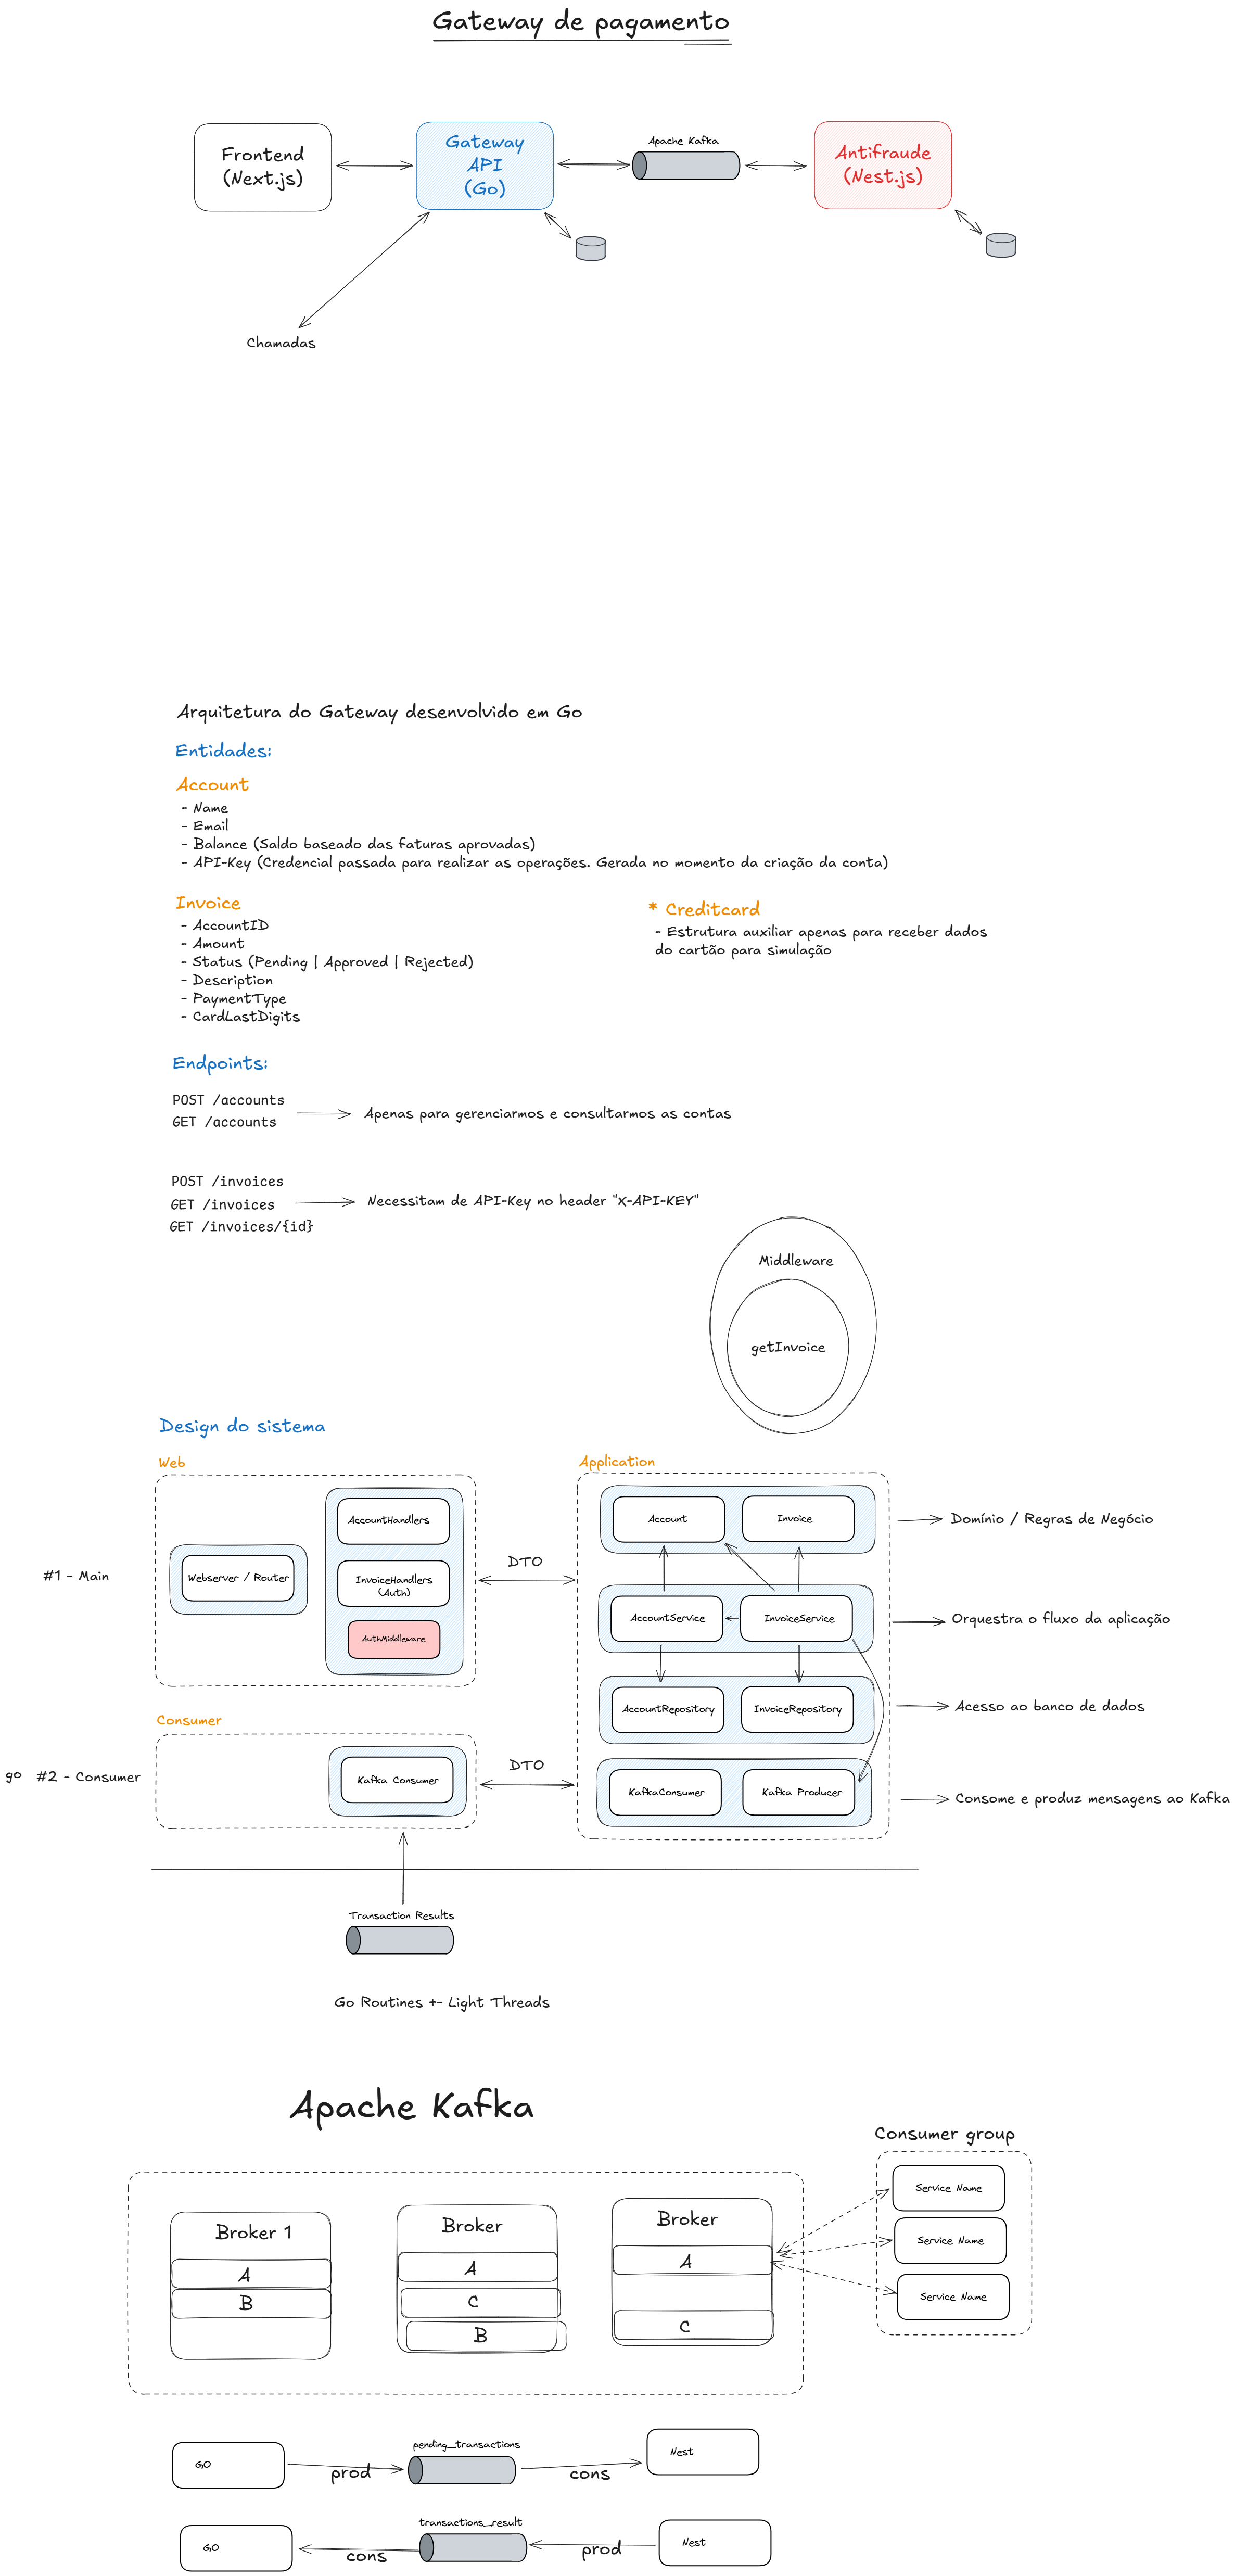 Gateway de pagamento
Frontend
(Next.js)
Gateway
API
(Go)
Apache Kafka
Antifraude
(Nest.js)
Chamadas
Arquitetura do Gateway desenvolvido em Go
Entidades:
Account
- Name
- Email
- Balance (Saldo baseado das faturas aprovadas)
- API-Key (Credencial passada para realizar as operações. Gerada no momento da criação da conta)
Invoice
- AccountID
- Amount
- Status (Pending | Approved | Rejected)
- Description
- PaymentType
- CardLastDigits
* Creditcard
- Estrutura auxiliar apenas para receber dados
do cartão para simulação
Endpoints:
POST /accounts
GET /accounts
Apenas para gerenciarmos e consultarmos as contas
POST /invoices
GET /invoices
GET /invoices/{id}
Necessitam de API-Key no header "X-API-KEY"
Middleware
getInvoice
Design do sistema
Web
#1 - Main
Webserver / Router
AccountHandlers
InvoiceHandlers
(Auth)
AuthMiddleware
DTO
Application
Account
Invoice
Domínio / Regras de Negócio
AccountService
InvoiceService
Orquestra o fluxo da aplicação
AccountRepository
InvoiceRepository
Acesso ao banco de dados
Consumer
go
#2 - Consumer
Kafka Consumer
DTO
KafkaConsumer
Kafka Producer
Consome e produz mensagens ao Kafka
Transaction Results
Go Routines +- Light Threads
Apache Kafka
Consumer group
Broker 1
A
B
Broker
A
C
B
Broker
A
C
Service Name
Service Name
Service Name
GO
prod
pending_transactions
cons
Nest
GO
cons
transactions_result
prod
Nest